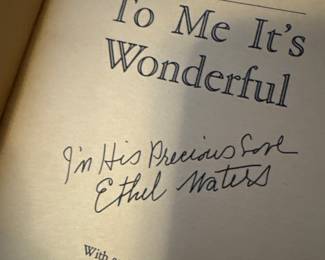 To Me It's
Wonderful
In His Precious Love
Ethel Waters
With